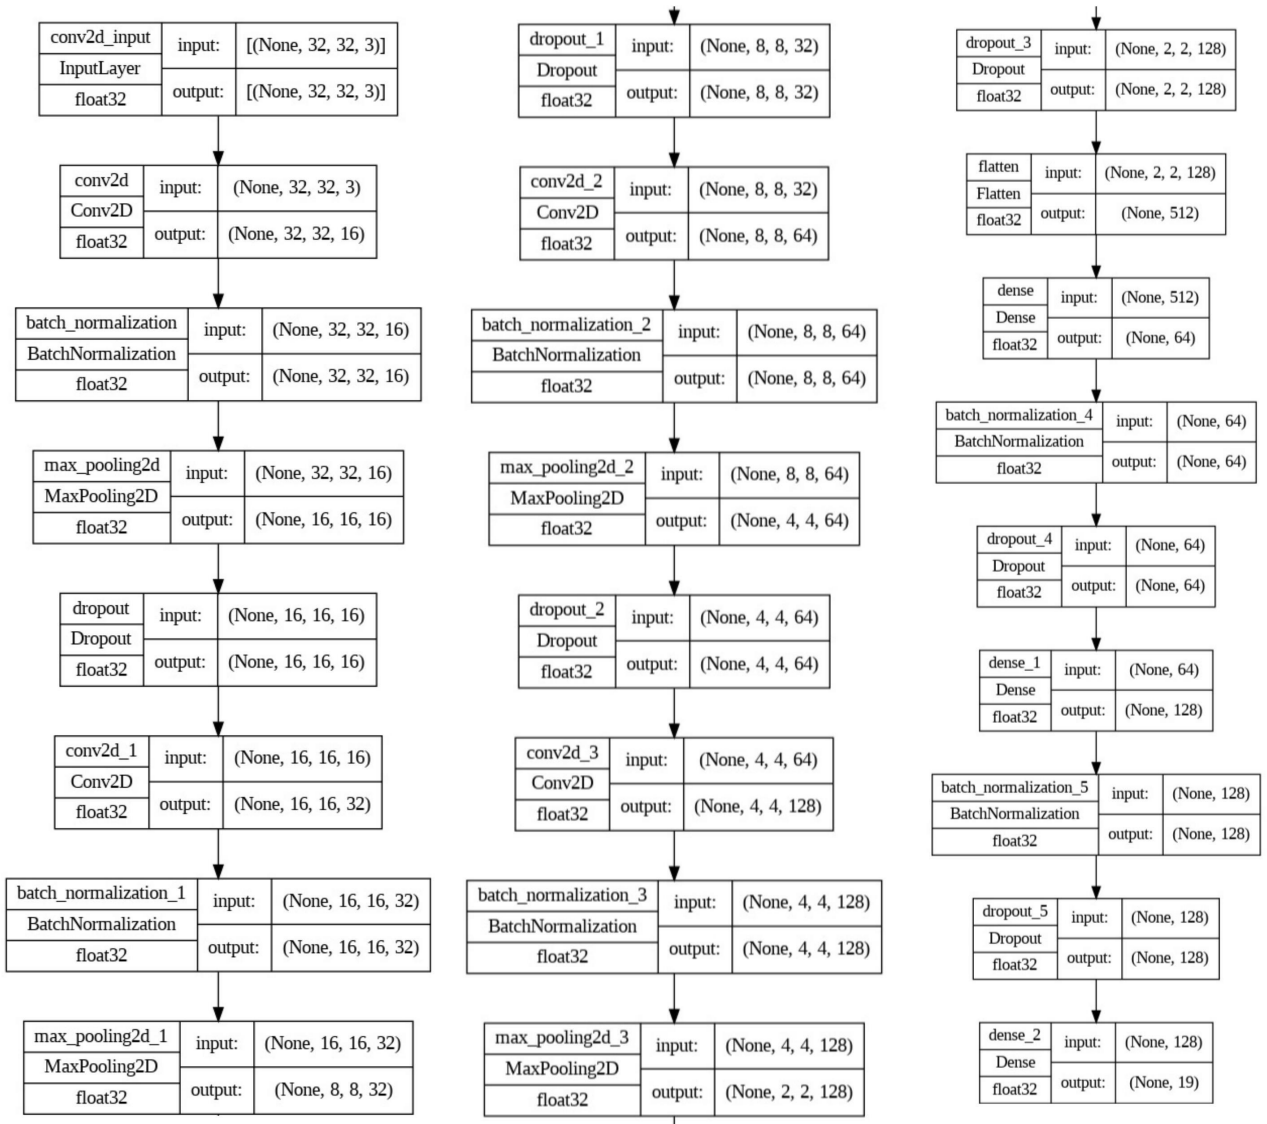 conv2d_input
InputLayer
float32
input: [(None, 32, 32, 3)]
output: [(None, 32, 32, 3)]
conv2d
Conv2D
float32
input: (None, 32, 32, 3)
output: (None, 32, 32, 16)
batch_normalization
BatchNormalization
float32
input: (None, 32, 32, 16)
output: (None, 32, 32, 16)
max_pooling2d
MaxPooling2D
float32
input: (None, 32, 32, 16)
output: (None, 16, 16, 16)
dropout
Dropout
float32
input: (None, 16, 16, 16)
output: (None, 16, 16, 16)
conv2d_1
Conv2D
float32
input: (None, 16, 16, 16)
output: (None, 16, 16, 32)
batch_normalization_1
BatchNormalization
float32
input: (None, 16, 16, 32)
output: (None, 16, 16, 32)
max_pooling2d_1
MaxPooling2D
float32
input: (None, 16, 16, 32)
output: (None, 8, 8, 32)
dropout_1
Dropout
float32
input: (None, 8, 8, 32)
output: (None, 8, 8, 32)
conv2d_2
Conv2D
float32
input: (None, 8, 8, 32)
output: (None, 8, 8, 64)
batch_normalization_2
BatchNormalization
float32
input: (None, 8, 8, 64)
output: (None, 8, 8, 64)
max_pooling2d_2
MaxPooling2D
float32
input: (None, 8, 8, 64)
output: (None, 4, 4, 64)
dropout_2
Dropout
float32
input: (None, 4, 4, 64)
output: (None, 4, 4, 64)
conv2d_3
Conv2D
float32
input: (None, 4, 4, 64)
output: (None, 4, 4, 128)
batch_normalization_3
BatchNormalization
float32
input: (None, 4, 4, 128)
output: (None, 4, 4, 128)
max_pooling2d_3
MaxPooling2D
float32
input: (None, 4, 4, 128)
output: (None, 2, 2, 128)
dropout_3
Dropout
float32
input: (None, 2, 2, 128)
output: (None, 2, 2, 128)
flatten
Flatten
float32
input: (None, 2, 2, 128)
output: (None, 512)
dense
Dense
float32
input: (None, 512)
output: (None, 64)
batch_normalization_4
BatchNormalization
float32
input: (None, 64)
output: (None, 64)
dropout_4
Dropout
float32
input: (None, 64)
output: (None, 64)
dense_1
Dense
float32
input: (None, 64)
output: (None, 128)
batch_normalization_5
BatchNormalization
float32
input: (None, 128)
output: (None, 128)
dropout_5
Dropout
float32
input: (None, 128)
output: (None, 128)
dense_2
Dense
float32
input: (None, 128)
output: (None, 19)